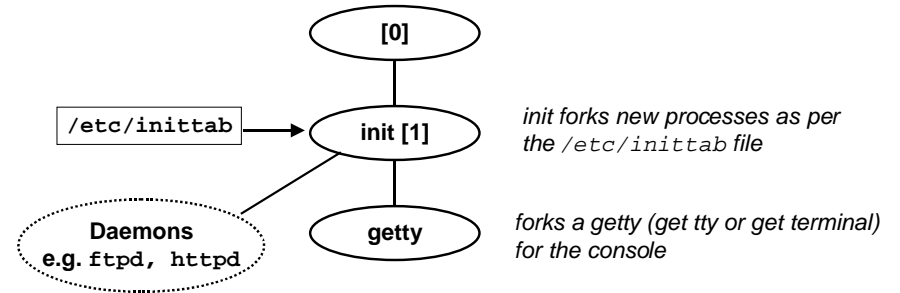 [0]
/etc/inittab
init [1]
init forks new processes as per
the /etc/inittab file
Daemons
e.g. ftpd, httpd
getty
forks a getty (get tty or get terminal)
for the console